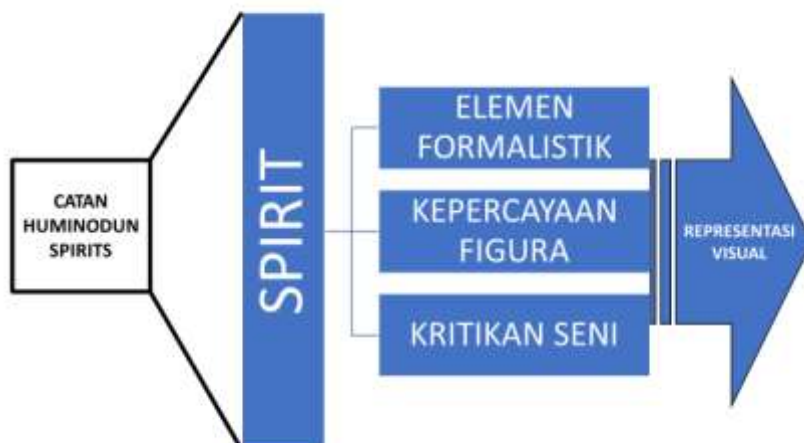 CATAN
HUMINODUN
SPIRITS
SPIRIT
ELEMEN
FORMALISTIK
KEPERCAYAAN
FIGURA
KRITIKAN SENI
REPRESENTASI
VISUAL